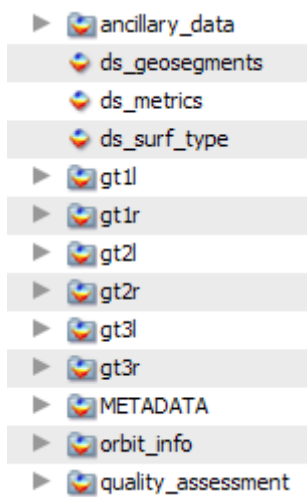 ancillary_data
ds_geosegments
ds_metrics
ds_surf_type
gt1l
gt1r
gt2l
gt2r
gt3l
gt3r
METADATA
orbit_info
quality_assessment